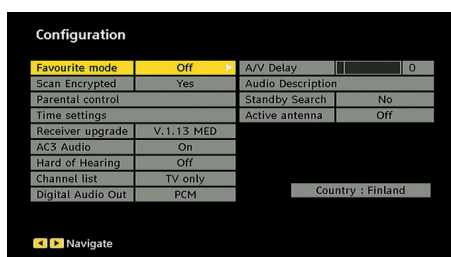 Configuration
Favourite mode Off
Scan Encrypted Yes
Parental control
Time settings
Receiver upgrade V.1.13 MED
AC3 Audio On
Hard of Hearing Off
Channel list TV only
Digital Audio Out PCM
A/V Delay 0
Audio Description
Standby Search No
Active antenna Off
Country : Finland
Navigate